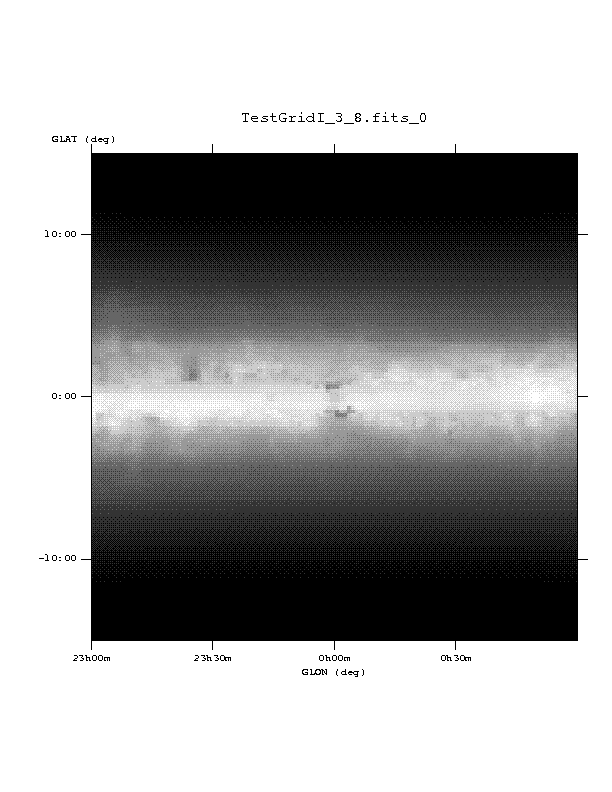 TestGridI_3_8.fits_0
GLAT (deg)
10:00
0:00
-10:00
23h00m 23h30m 0h00m 0h30m
GLON (deg)